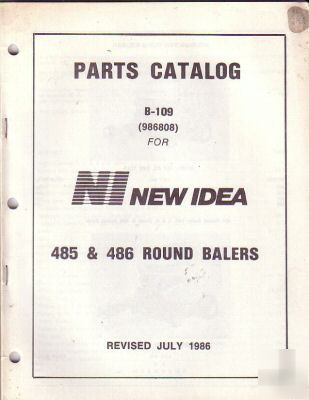 PARTS CATALOG
B-109
(986808)
FOR
NI NEW IDEA
485 & 486 ROUND BALERS
REVISED JULY 1986